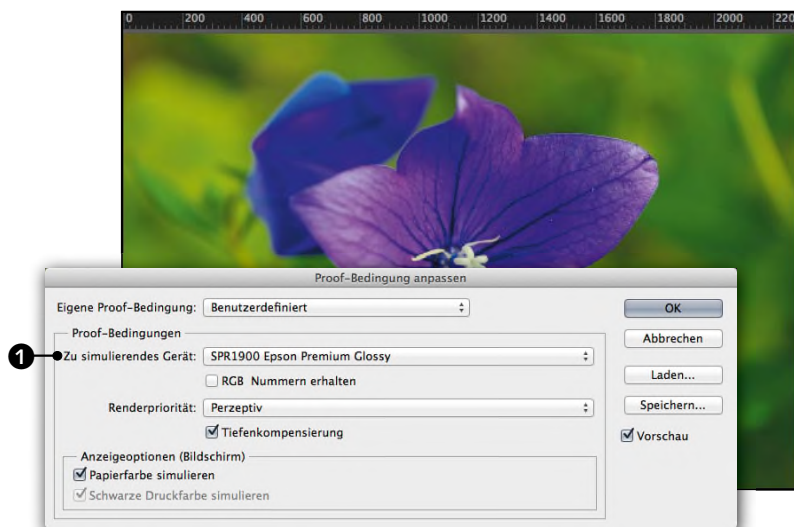 0 200 400 600 800 1000 1200 1400 1600 1800 2000 220
Proof-Bedingung anpassen
Eigene Proof-Bedingung: Benutzerdefiniert
OK
Proof-Bedingungen
Abbrechen
1 Zu simulierendes Gerät: SPR1900 Epson Premium Glossy
RGB Nummern erhalten
Laden...
Renderpriorität: Perzeptiv
Speichern...
Tiefenkompensierung
Vorschau
Anzeigeoptionen (Bildschirm)
Papierfarbe simulieren
Schwarze Druckfarbe simulieren